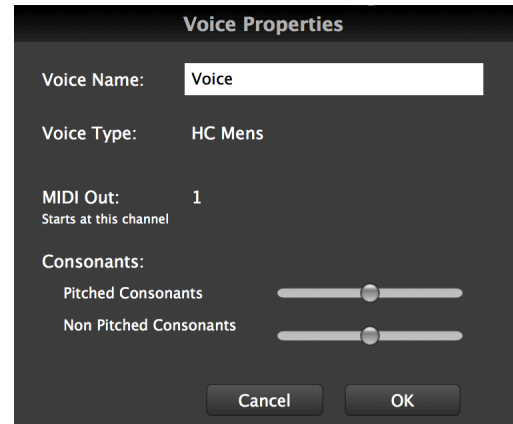 Voice Properties
Voice Name: Voice
Voice Type: HC Mens
MIDI Out: 1
Starts at this channel
Consonants:
Pitched Consonants
Non Pitched Consonants
Cancel OK